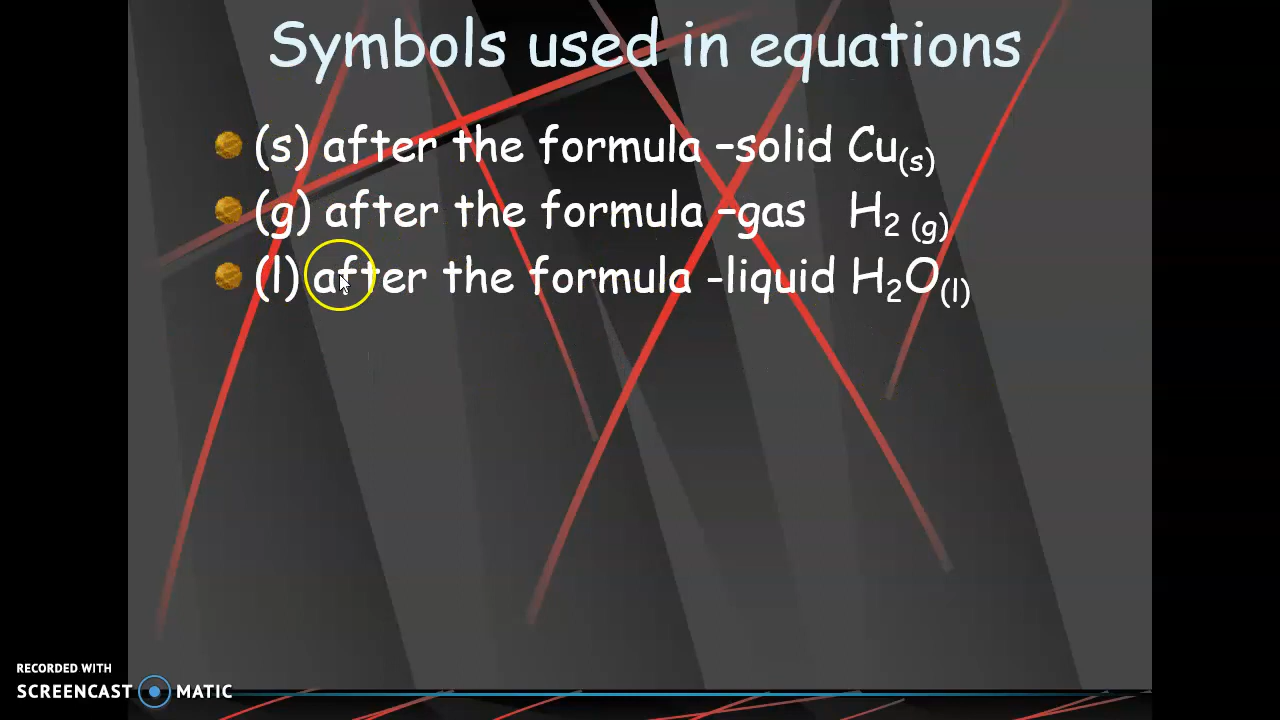 Symbols used in equations
(s) after the formula –solid Cu(s)
(g) after the formula –gas H2 (g)
(l) after the formula -liquid H2O(l)
RECORDED WITH
SCREENCAST MATIC